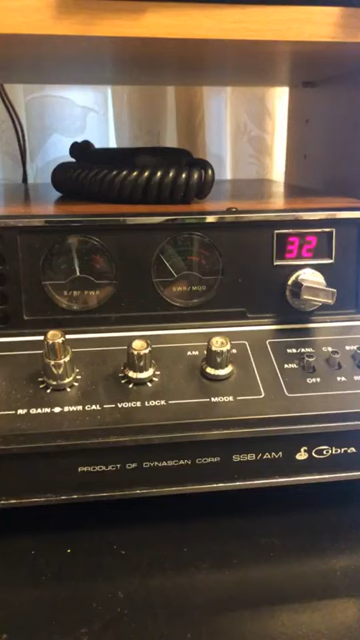 32
S/RF PWR
SWR/MOD
RF GAIN SWR CAL
VOICE LOCK
AM
MODE
NB/ANL
CB
ANL
OFF
PA
PRODUCT OF DYNASCAN CORP. SSB/AM Cobra